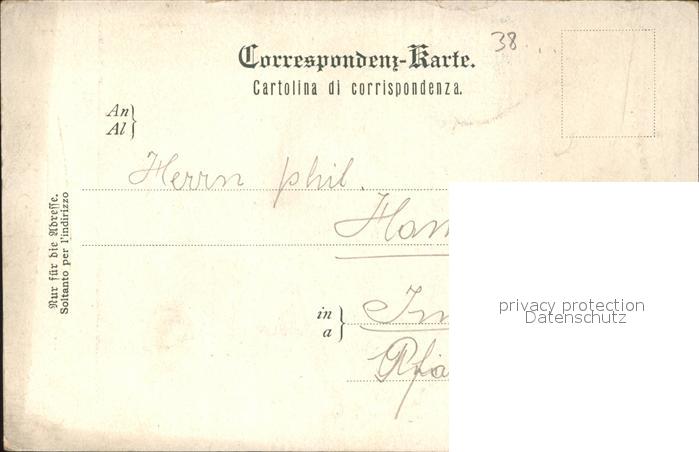 38
Correspondenz-Karte.
Cartolina di corrispondenza.
An
Al
Herrn phil.
Nur für die Adresse.
Soltanto per l'indirizzo
in
a
privacy protection
Datenschutz